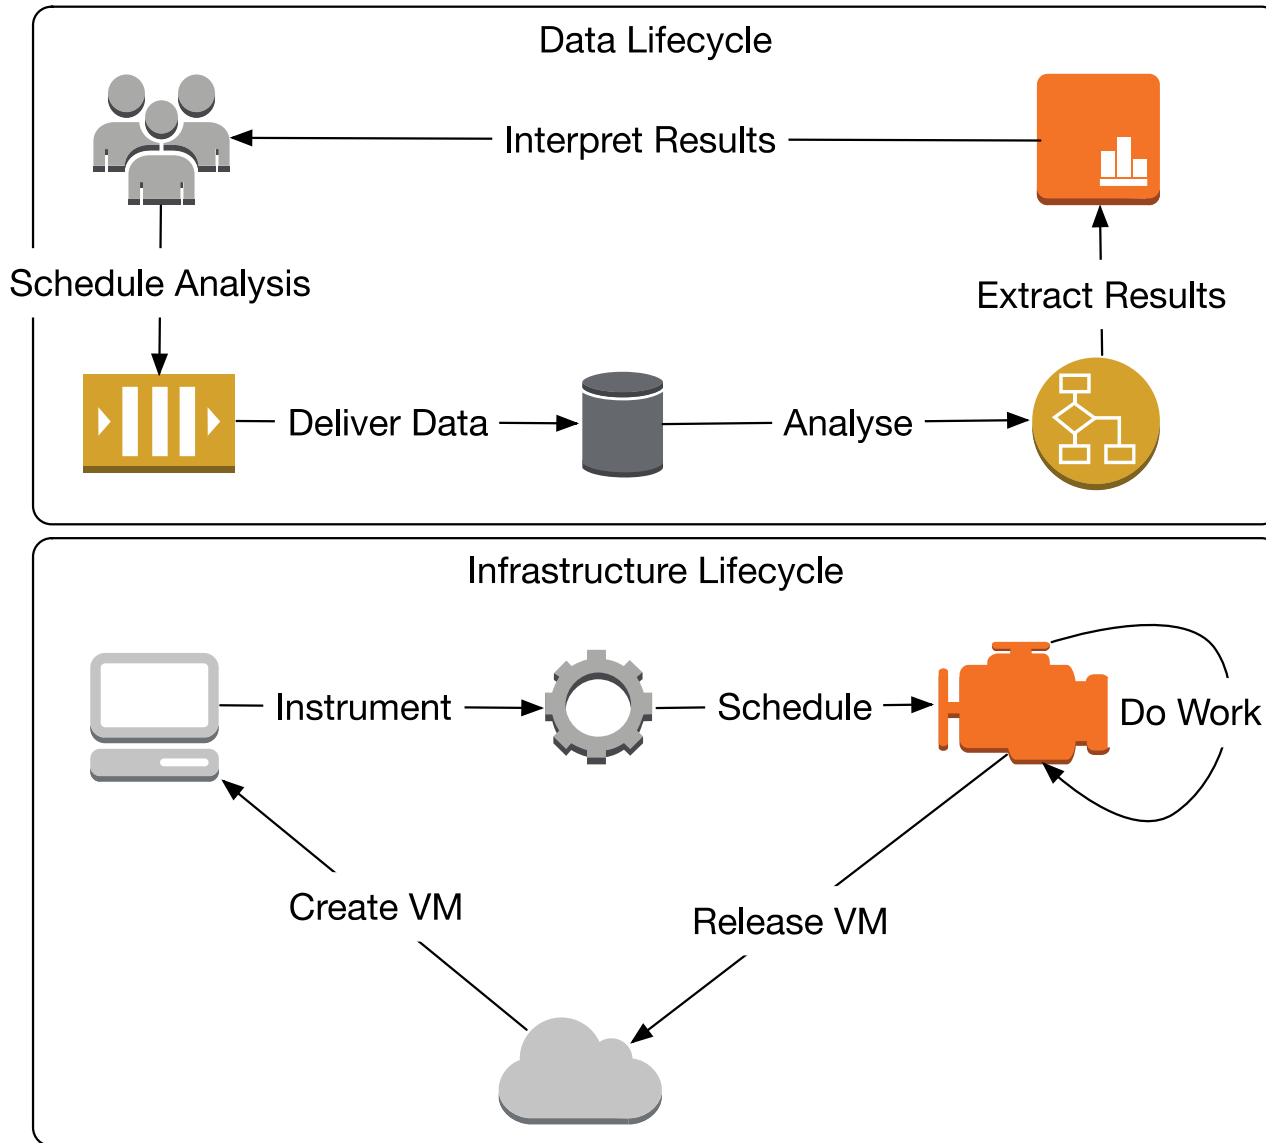 Data Lifecycle
Interpret Results
Schedule Analysis
Extract Results
Deliver Data
Analyse
Infrastructure Lifecycle
Instrument
Schedule
Do Work
Create VM
Release VM